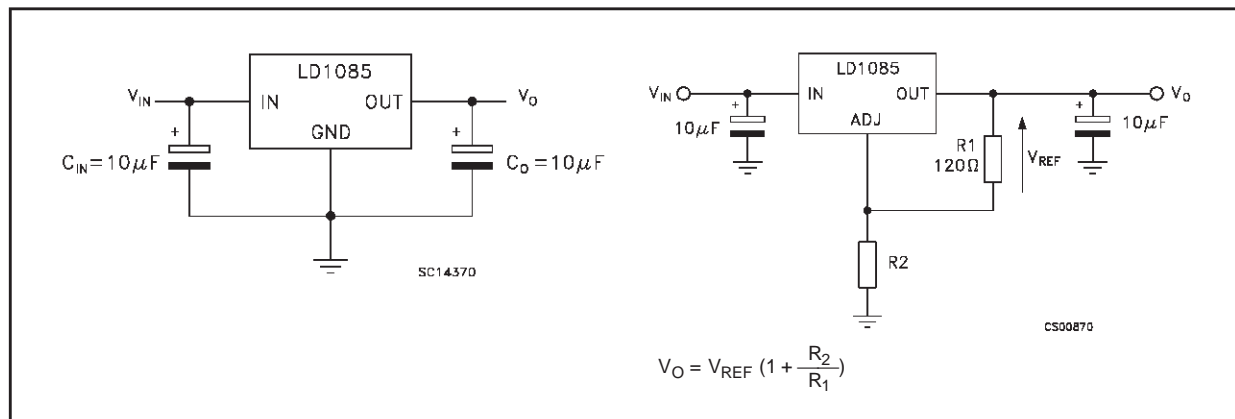 LD1085
V_IN IN OUT V_O
GND
+ +
C_IN=10μF C_O=10μF
SC14370
LD1085
V_IN IN OUT V_O
ADJ
+ +
10μF 10μF
R1
120Ω
V_REF
R2
CS00870
V_O = V_REF (1 + R_2/R_1)